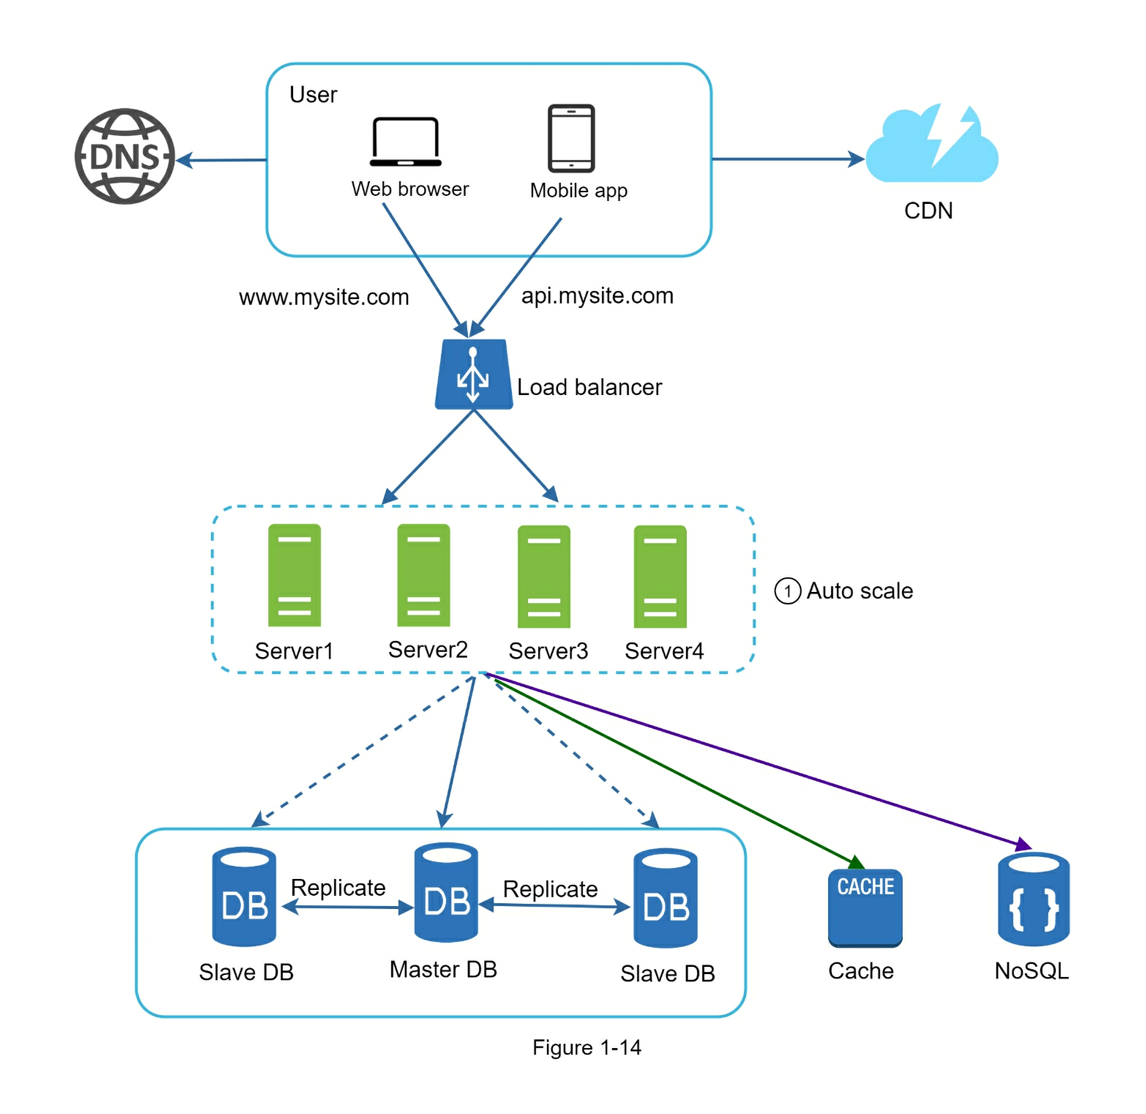 User
DNS
Web browser
Mobile app
CDN
www.mysite.com
api.mysite.com
Load balancer
Server1
Server2
Server3
Server4
1 Auto scale
DB
Replicate
DB
Replicate
DB
CACHE
{ }
Slave DB
Master DB
Slave DB
Cache
NoSQL
Figure 1-14